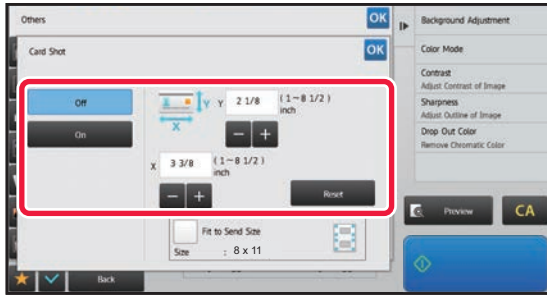 Others
OK
Card Shot
OK
Off
On
X
Y
Y 2 1/8 (1~8 1/2) inch
X 3 3/8 (1~8 1/2) inch
Reset
Fit to Send Size
Size : 8 x 11
Back
Background Adjustment
Color Mode
Contrast
Adjust Contrast of Image
Sharpness
Adjust Outline of Image
Drop Out Color
Remove Chromatic Color
Preview
CA